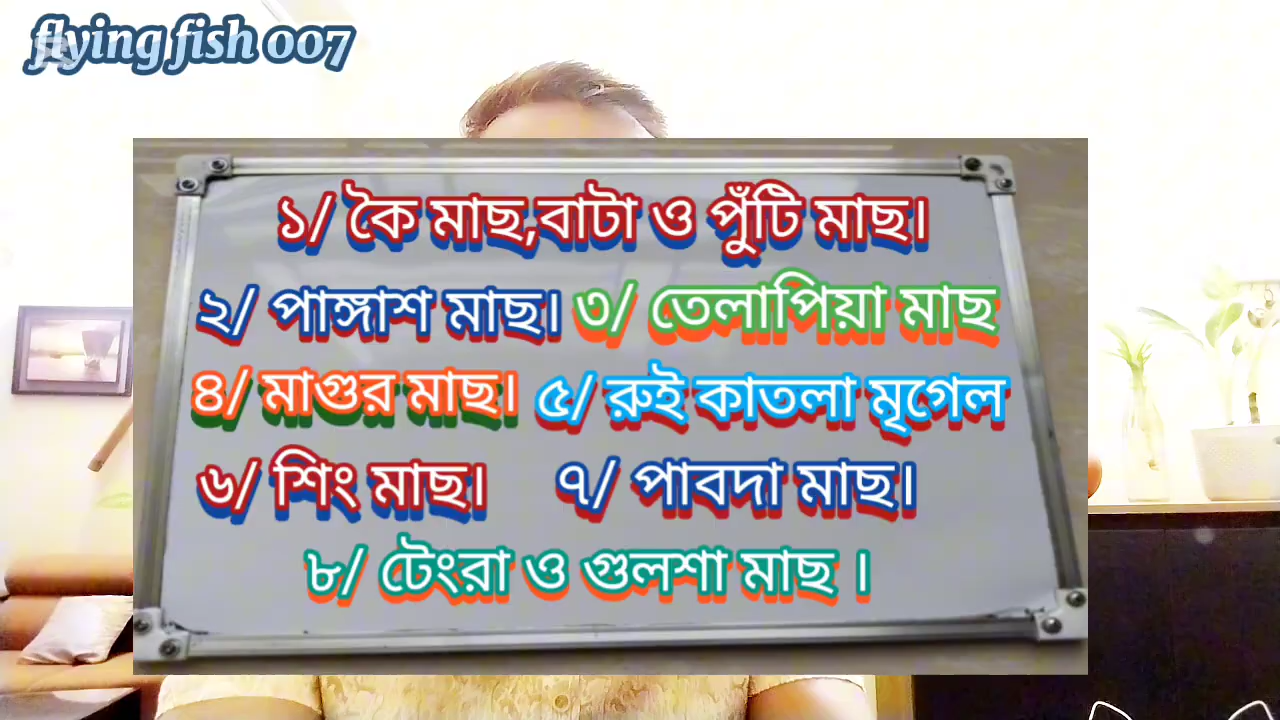 flying fish 007
১/ কৈ মাছ,বাটা ও পুঁটি মাছ।
২/ পাঙ্গাশ মাছ। ৩/ তেলাপিয়া মাছ
৪/ মাগুর মাছ। ৫/ রুই কাতলা মৃগেল
৬/ শিং মাছ। ৭/ পাবদা মাছ।
৮/ টেংরা ও গুলশা মাছ ।